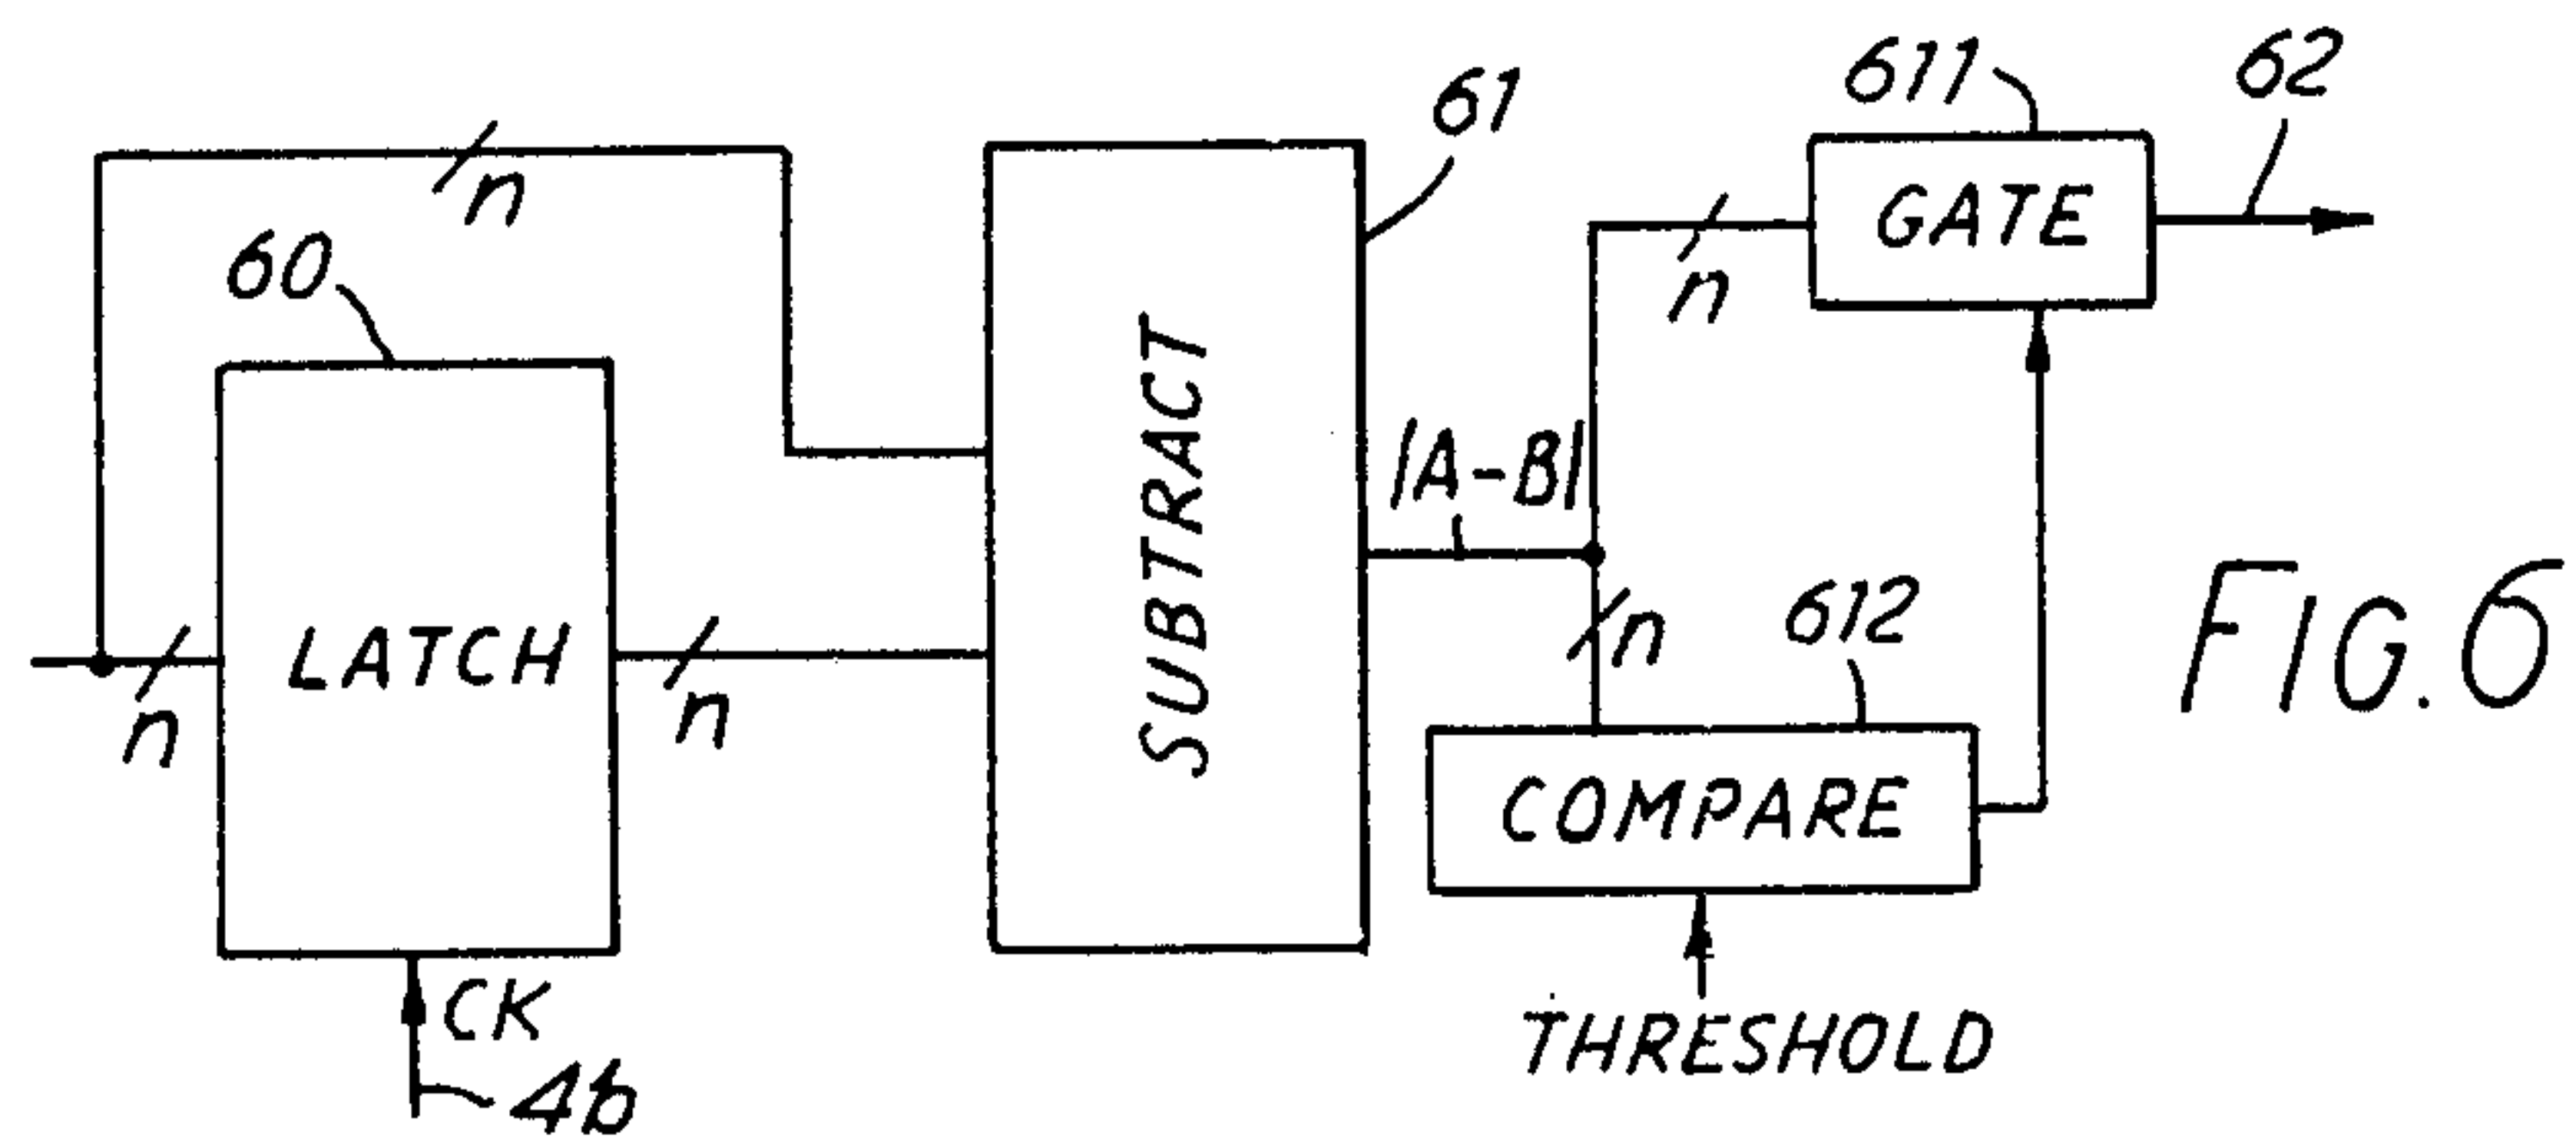 611
62
61
n
GATE
60
n
SUBTRACT
|A-B|
612
n
LATCH
n
n
FIG. 6
COMPARE
CK
THRESHOLD
4b